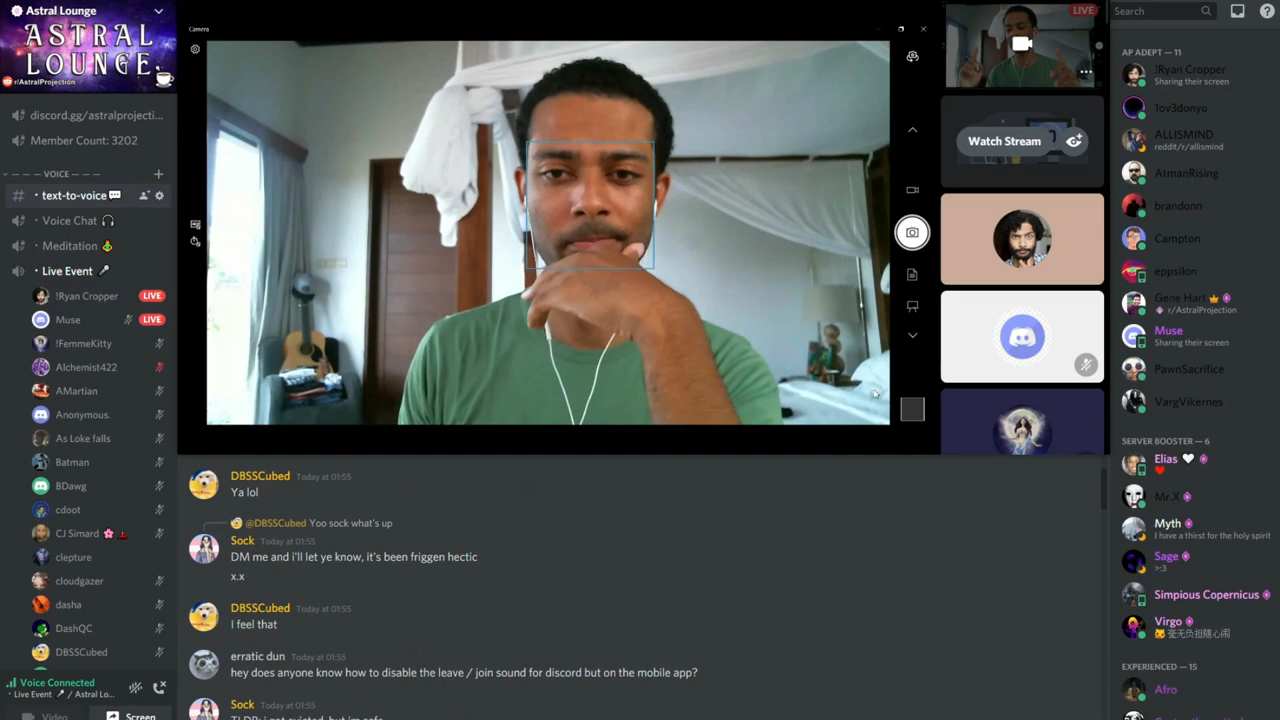 Astral Lounge
ASTRAL
LOUNGE
r/AstralProjection
discord.gg/astralprojecti...
Member Count: 3202
VOICE
text-to-voice
Voice Chat
Meditation
Live Event
!Ryan Cropper LIVE
Muse LIVE
!FemmeKitty
Alchemist422
AMartian
Anonymous.
As Loke falls
Batman
BDawg
cdoot
CJ Simard
clepture
cloudgazer
dasha
DashQC
DBSSCubed
Voice Connected
Live Event / Astral Lo...
Video Screen
Camera
LIVE
Watch Stream
DBSSCubed Today at 01:55
Ya lol
@DBSSCubed Yoo sock what's up
Sock Today at 01:55
DM me and i'll let ye know, it's been friggen hectic
x.x
DBSSCubed Today at 01:55
I feel that
erratic dun Today at 01:55
hey does anyone know how to disable the leave / join sound for discord but on the mobile app?
Sock Today at 01:55
Search
AP ADEPT — 11
!Ryan Cropper
Sharing their screen
1ov3donyo
ALLISMIND
reddit/r/allismind
AtmanRising
brandonn
Campton
eppsilon
Gene Hart
r/AstralProjection
Muse
Sharing their screen
PawnSacrifice
VargVikernes
SERVER BOOSTER — 6
Elias
Mr.X
Myth
I have a thirst for the holy spirit
Sage
>:3
Simpious Copernicus
Virgo
毫无负担随心闹
EXPERIENCED — 15
Afro